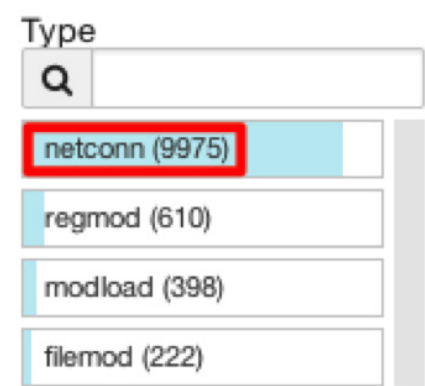 Type
netconn (9975)
regmod (610)
modload (398)
filemod (222)